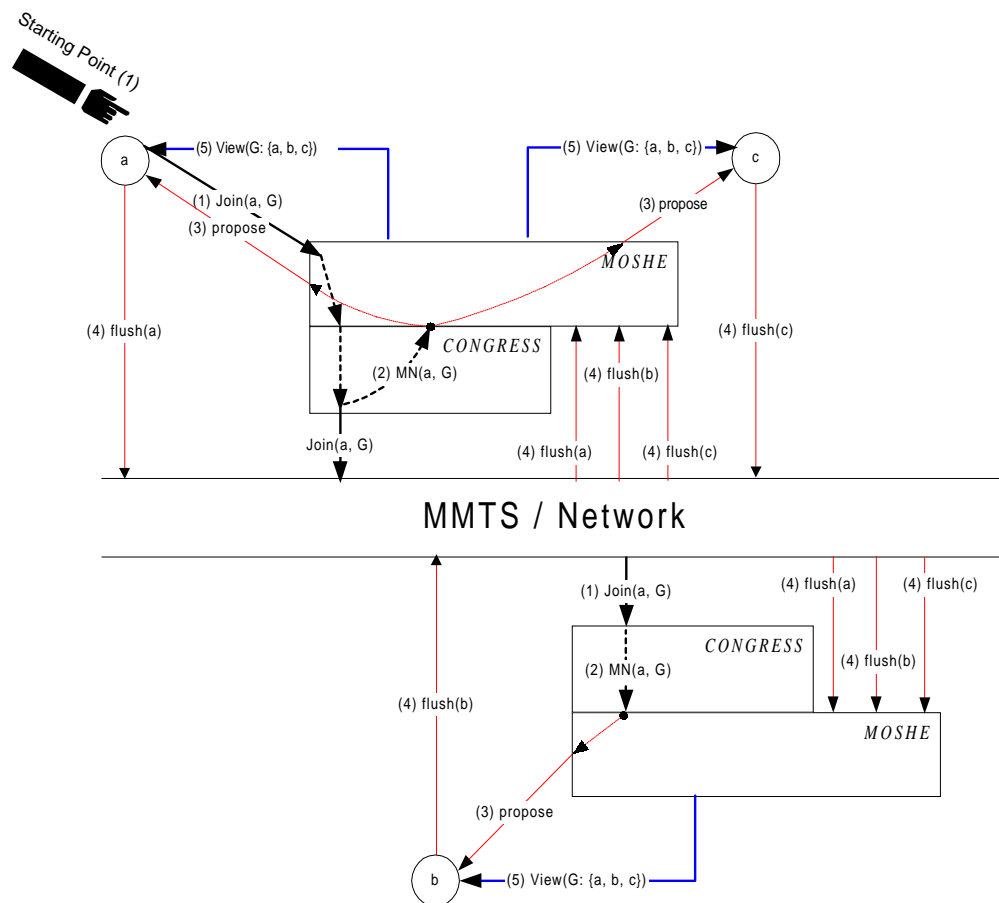 Starting Point (1)
a
(5) View(G: {a, b, c})
(5) View(G: {a, b, c})
c
(1) Join(a, G)
(3) propose
(3) propose
MOSHE
(4) flush(a)
(4) flush(c)
CONGRESS
(2) MN(a, G)
(4) flush(b)
Join(a, G)
(4) flush(a)
(4) flush(c)
MMTS / Network
(1) Join(a, G)
(4) flush(a)
(4) flush(c)
CONGRESS
(2) MN(a, G)
(4) flush(b)
(4) flush(b)
MOSHE
(3) propose
b
(5) View(G: {a, b, c})